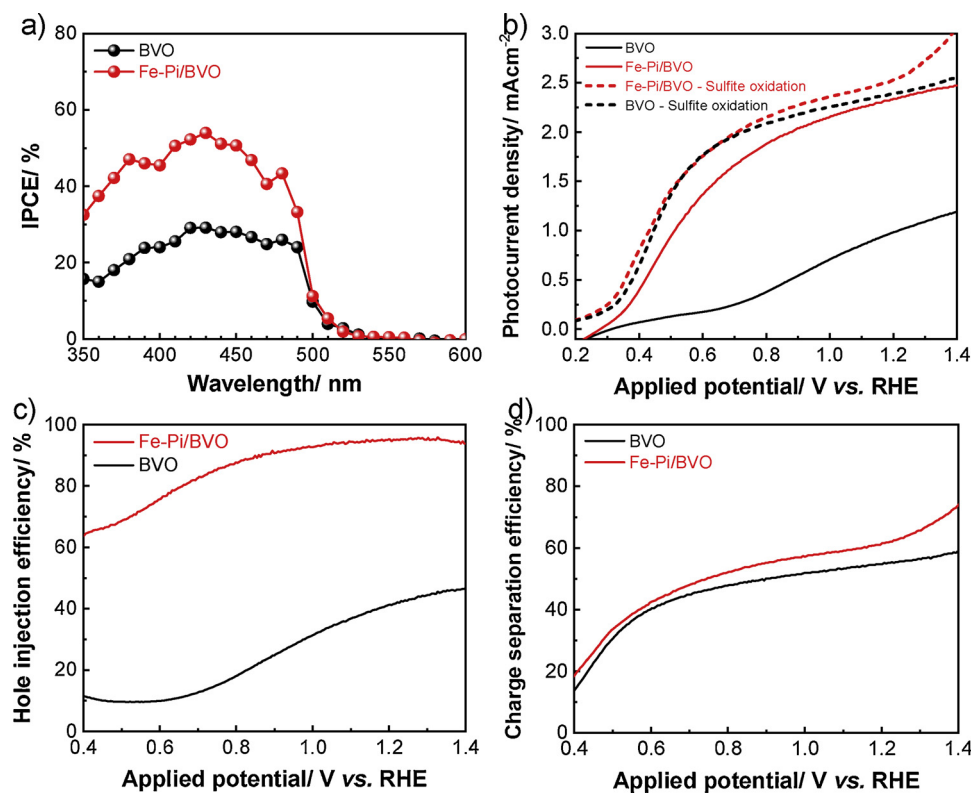 a)
80
60
40
20
0
IPCE/ %
BVO
Fe-Pi/BVO
350 400 450 500 550 600
Wavelength/ nm
b)
3.0
2.5
2.0
1.5
1.0
0.5
0.0
Photocurrent density/ mAcm-2
BVO
Fe-Pi/BVO
Fe-Pi/BVO - Sulfite oxidation
BVO - Sulfite oxidation
0.2 0.4 0.6 0.8 1.0 1.2 1.4
Applied potential/ V vs. RHE
c)
100
80
60
40
20
0
Hole injection efficiency/ %
Fe-Pi/BVO
BVO
0.4 0.6 0.8 1.0 1.2 1.4
Applied potential/ V vs. RHE
d)
100
80
60
40
20
0
Charge separation efficiency/ %
BVO
Fe-Pi/BVO
0.4 0.6 0.8 1.0 1.2 1.4
Applied potential/ V vs. RHE